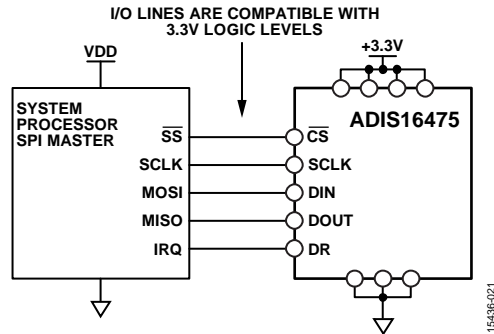 I/O LINES ARE COMPATIBLE WITH
3.3V LOGIC LEVELS
VDD
+3.3V
SYSTEM
PROCESSOR
SPI MASTER
ADIS16475
SS
CS
SCLK
SCLK
MOSI
DIN
MISO
DOUT
IRQ
DR
15436-021